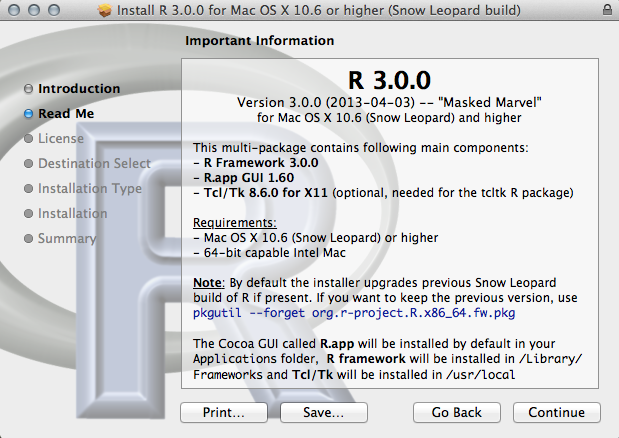 Install R 3.0.0 for Mac OS X 10.6 or higher (Snow Leopard build)
Important Information
Introduction
Read Me
License
Destination Select
Installation Type
Installation
Summary
R 3.0.0
Version 3.0.0 (2013-04-03) -- "Masked Marvel"
for Mac OS X 10.6 (Snow Leopard) and higher
This multi-package contains following main components:
- R Framework 3.0.0
- R.app GUI 1.60
- Tcl/Tk 8.6.0 for X11 (optional, needed for the tcltk R package)
Requirements:
- Mac OS X 10.6 (Snow Leopard) or higher
- 64-bit capable Intel Mac
Note: By default the installer upgrades previous Snow Leopard
build of R if present. If you want to keep the previous version, use
pkgutil --forget org.r-project.R.x86_64.fw.pkg
The Cocoa GUI called R.app will be installed by default in your
Applications folder, R framework will be installed in /Library/
Frameworks and Tcl/Tk will be installed in /usr/local
Print...
Save...
Go Back
Continue